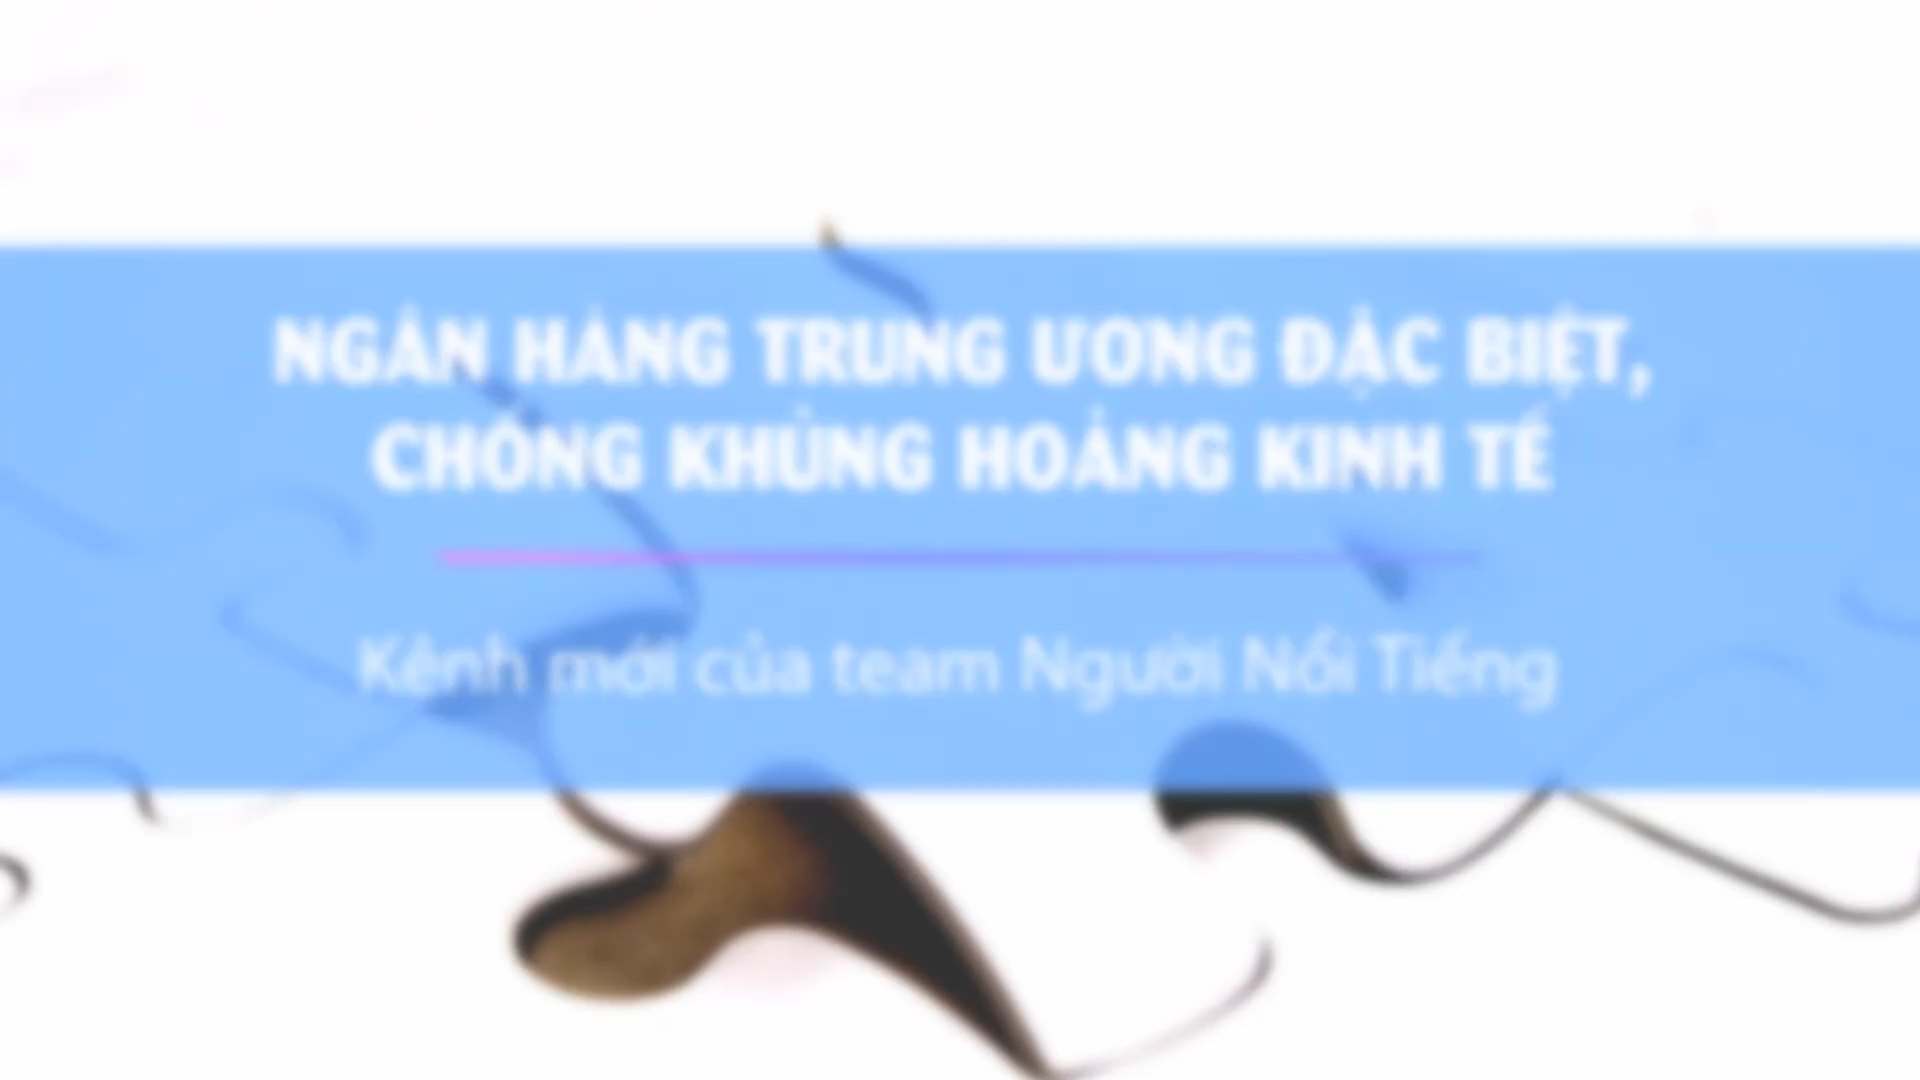 NGÂN HÀNG TRUNG ƯƠNG ĐẶC BIỆT,
CHỐNG KHỦNG HOẢNG KINH TẾ
Kênh mới của team Người Nổi Tiếng